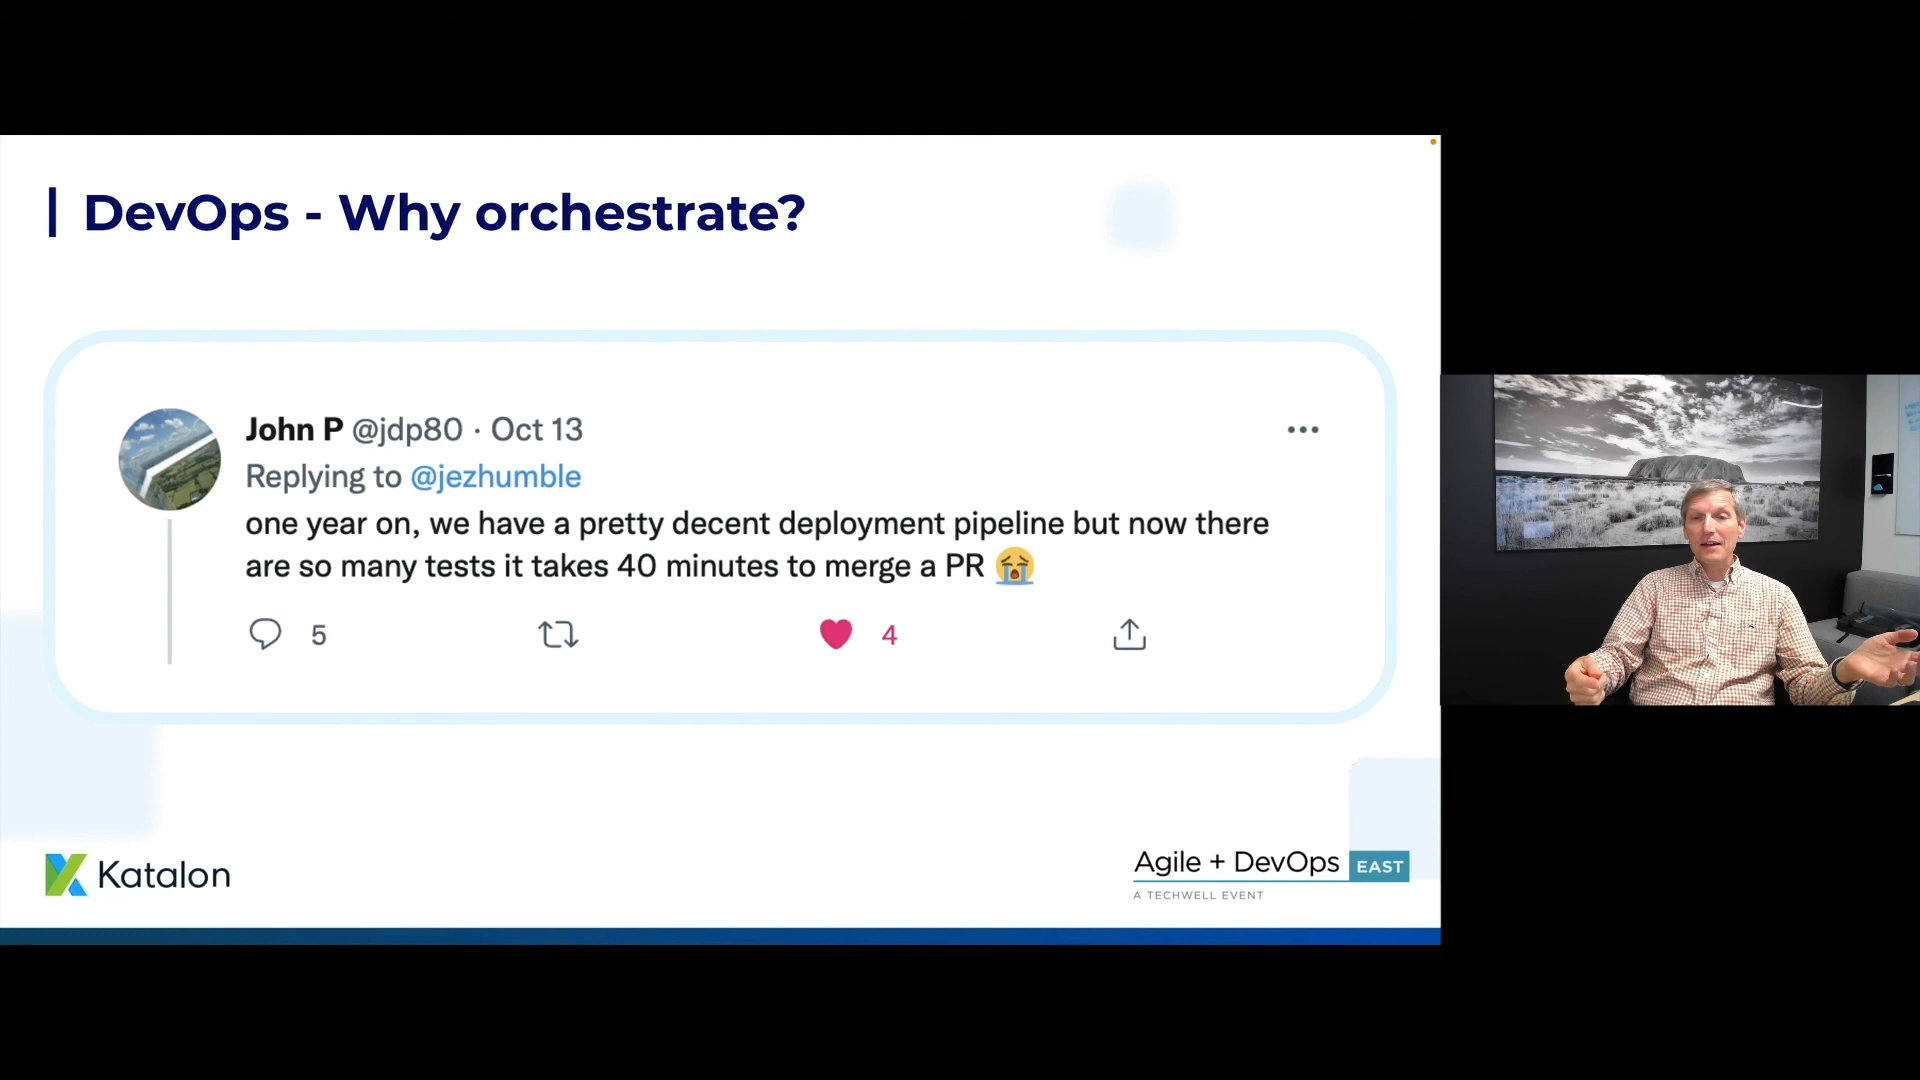 DevOps - Why orchestrate?
John P @jdp80 · Oct 13
Replying to @jezhumble
one year on, we have a pretty decent deployment pipeline but now there
are so many tests it takes 40 minutes to merge a PR 😭
5
4
Katalon
Agile + DevOps EAST
A TECHWELL EVENT